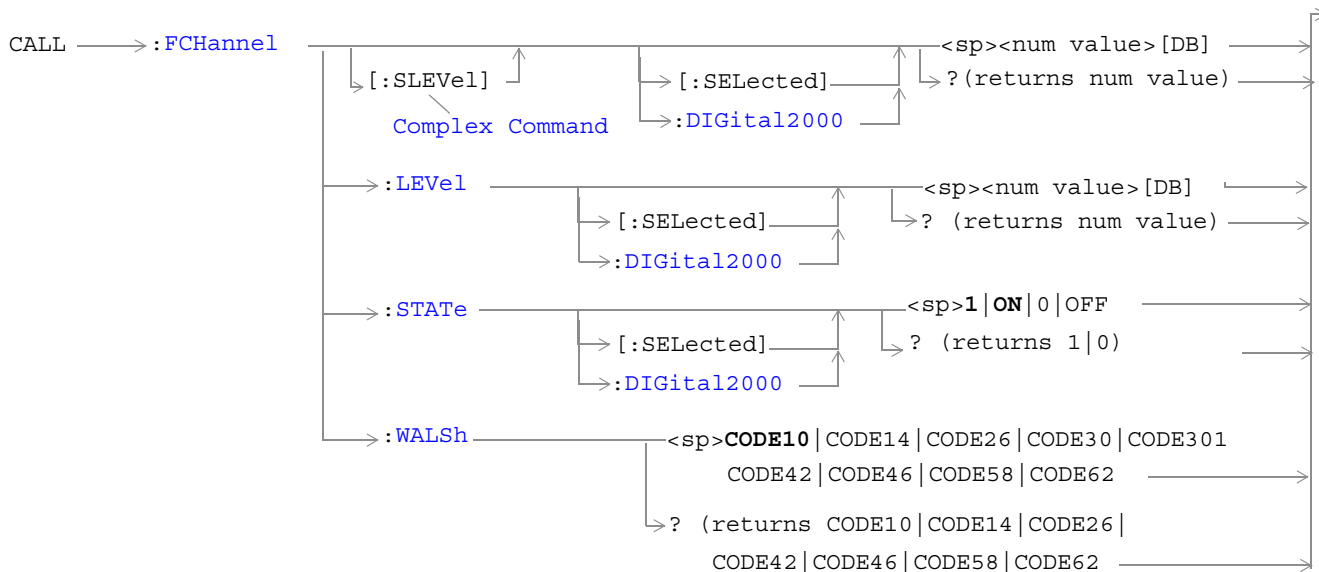 CALL :FCHannel <sp><num value>[DB]
[:SLEVel] [:SELected] ?(returns num value)
Complex Command :DIGital2000
:LEVel <sp><num value>[DB]
[:SELected] ? (returns num value)
:DIGital2000
:STATe <sp>1|ON|0|OFF
[:SELected] ? (returns 1|0)
:DIGital2000
:WALSh <sp>CODE10|CODE14|CODE26|CODE30|CODE301
CODE42|CODE46|CODE58|CODE62
? (returns CODE10|CODE14|CODE26|
CODE42|CODE46|CODE58|CODE62